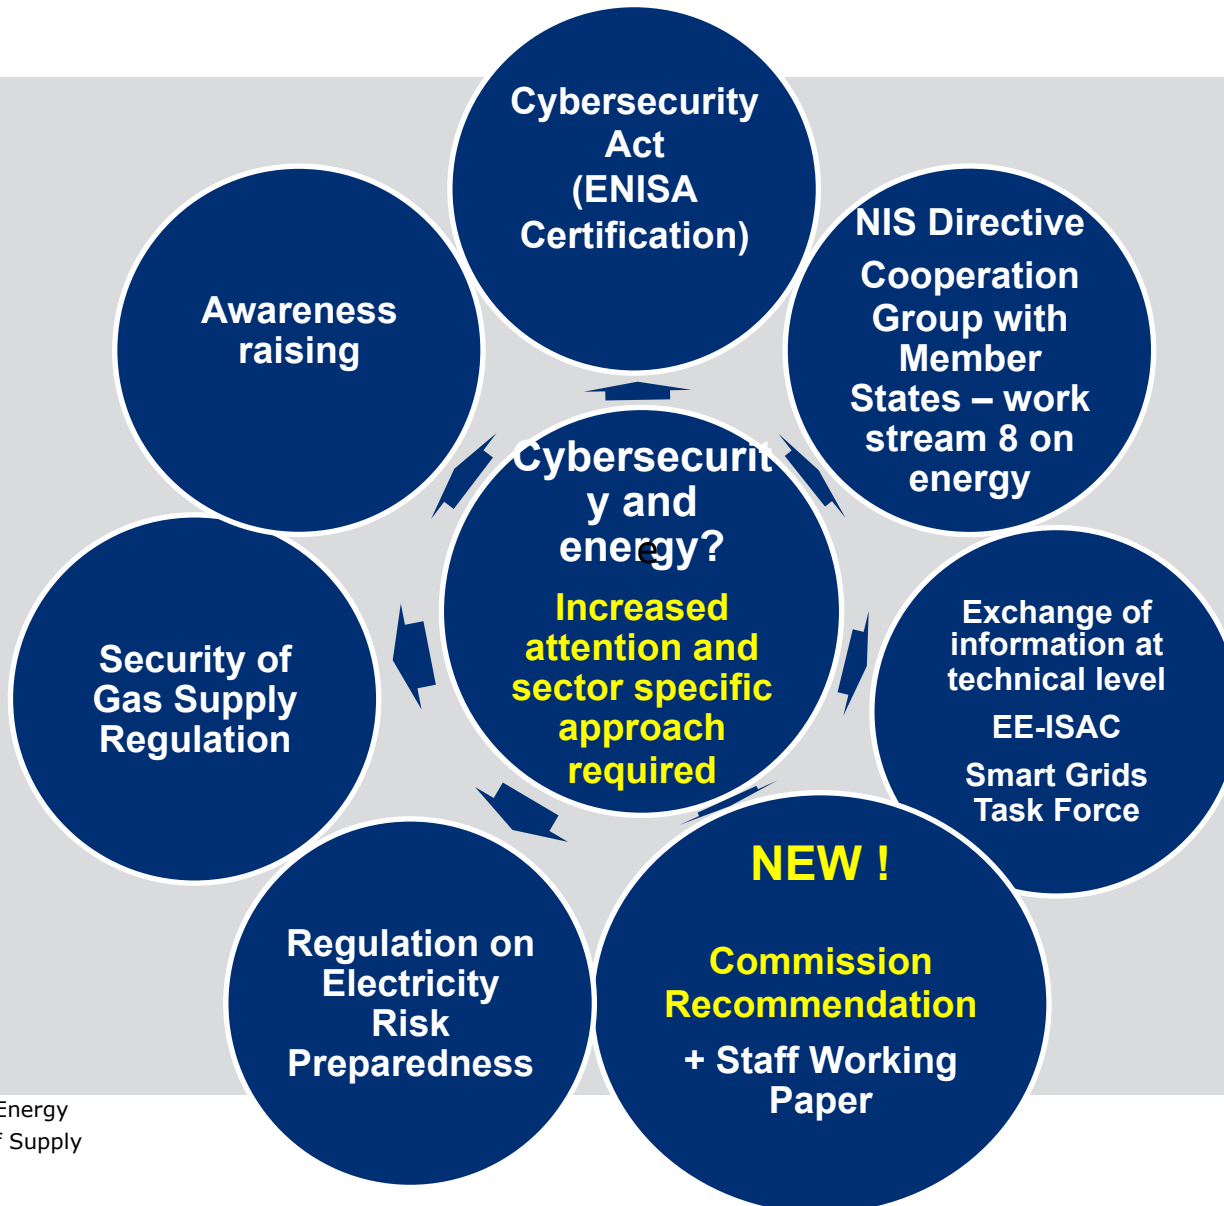 Cybersecurity
Act
(ENISA
Certification)
NIS Directive
Cooperation
Group with
Member
States – work
stream 8 on
energy
Exchange of
information at
technical level
EE-ISAC
Smart Grids
Task Force
NEW !
Commission
Recommendation
+ Staff Working
Paper
Regulation on
Electricity
Risk
Preparedness
Security of
Gas Supply
Regulation
Awareness
raising
Cybersecurit
y and
energy?
e
Increased
attention and
sector specific
approach
required
Energy
f Supply